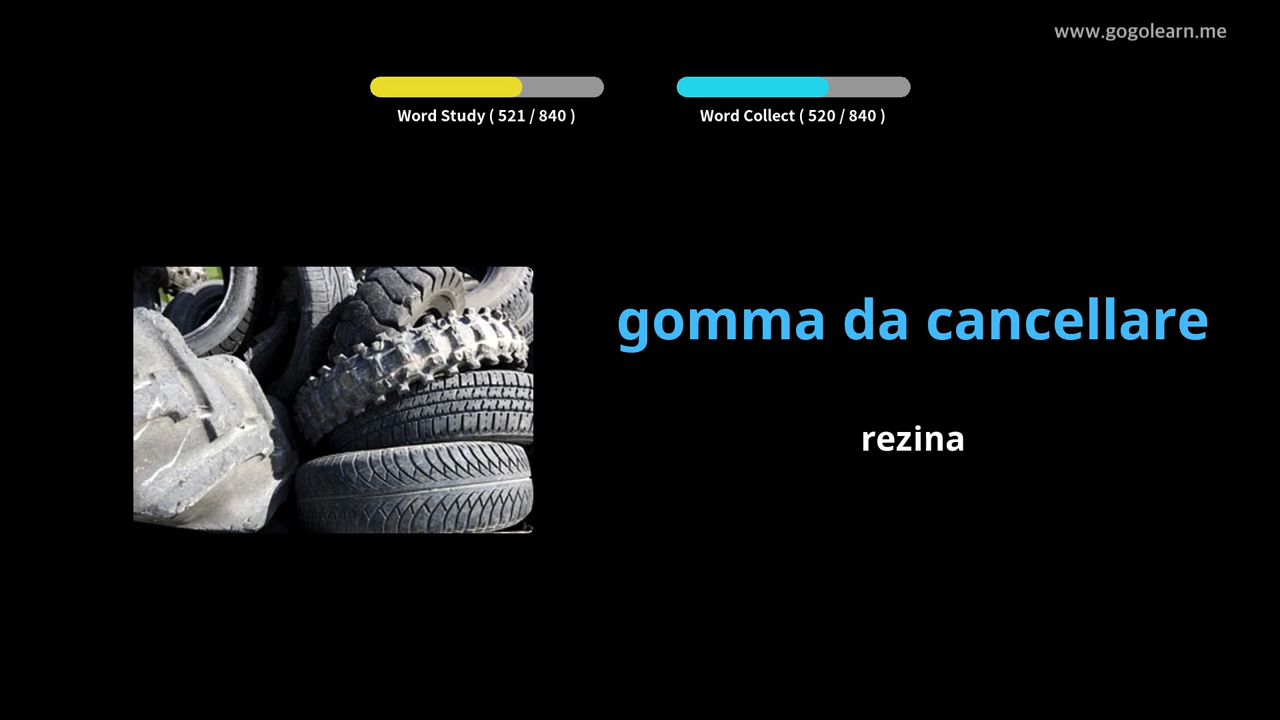 www.gogolearn.me
Word Study ( 521 / 840 )
Word Collect ( 520 / 840 )
gomma da cancellare
rezina